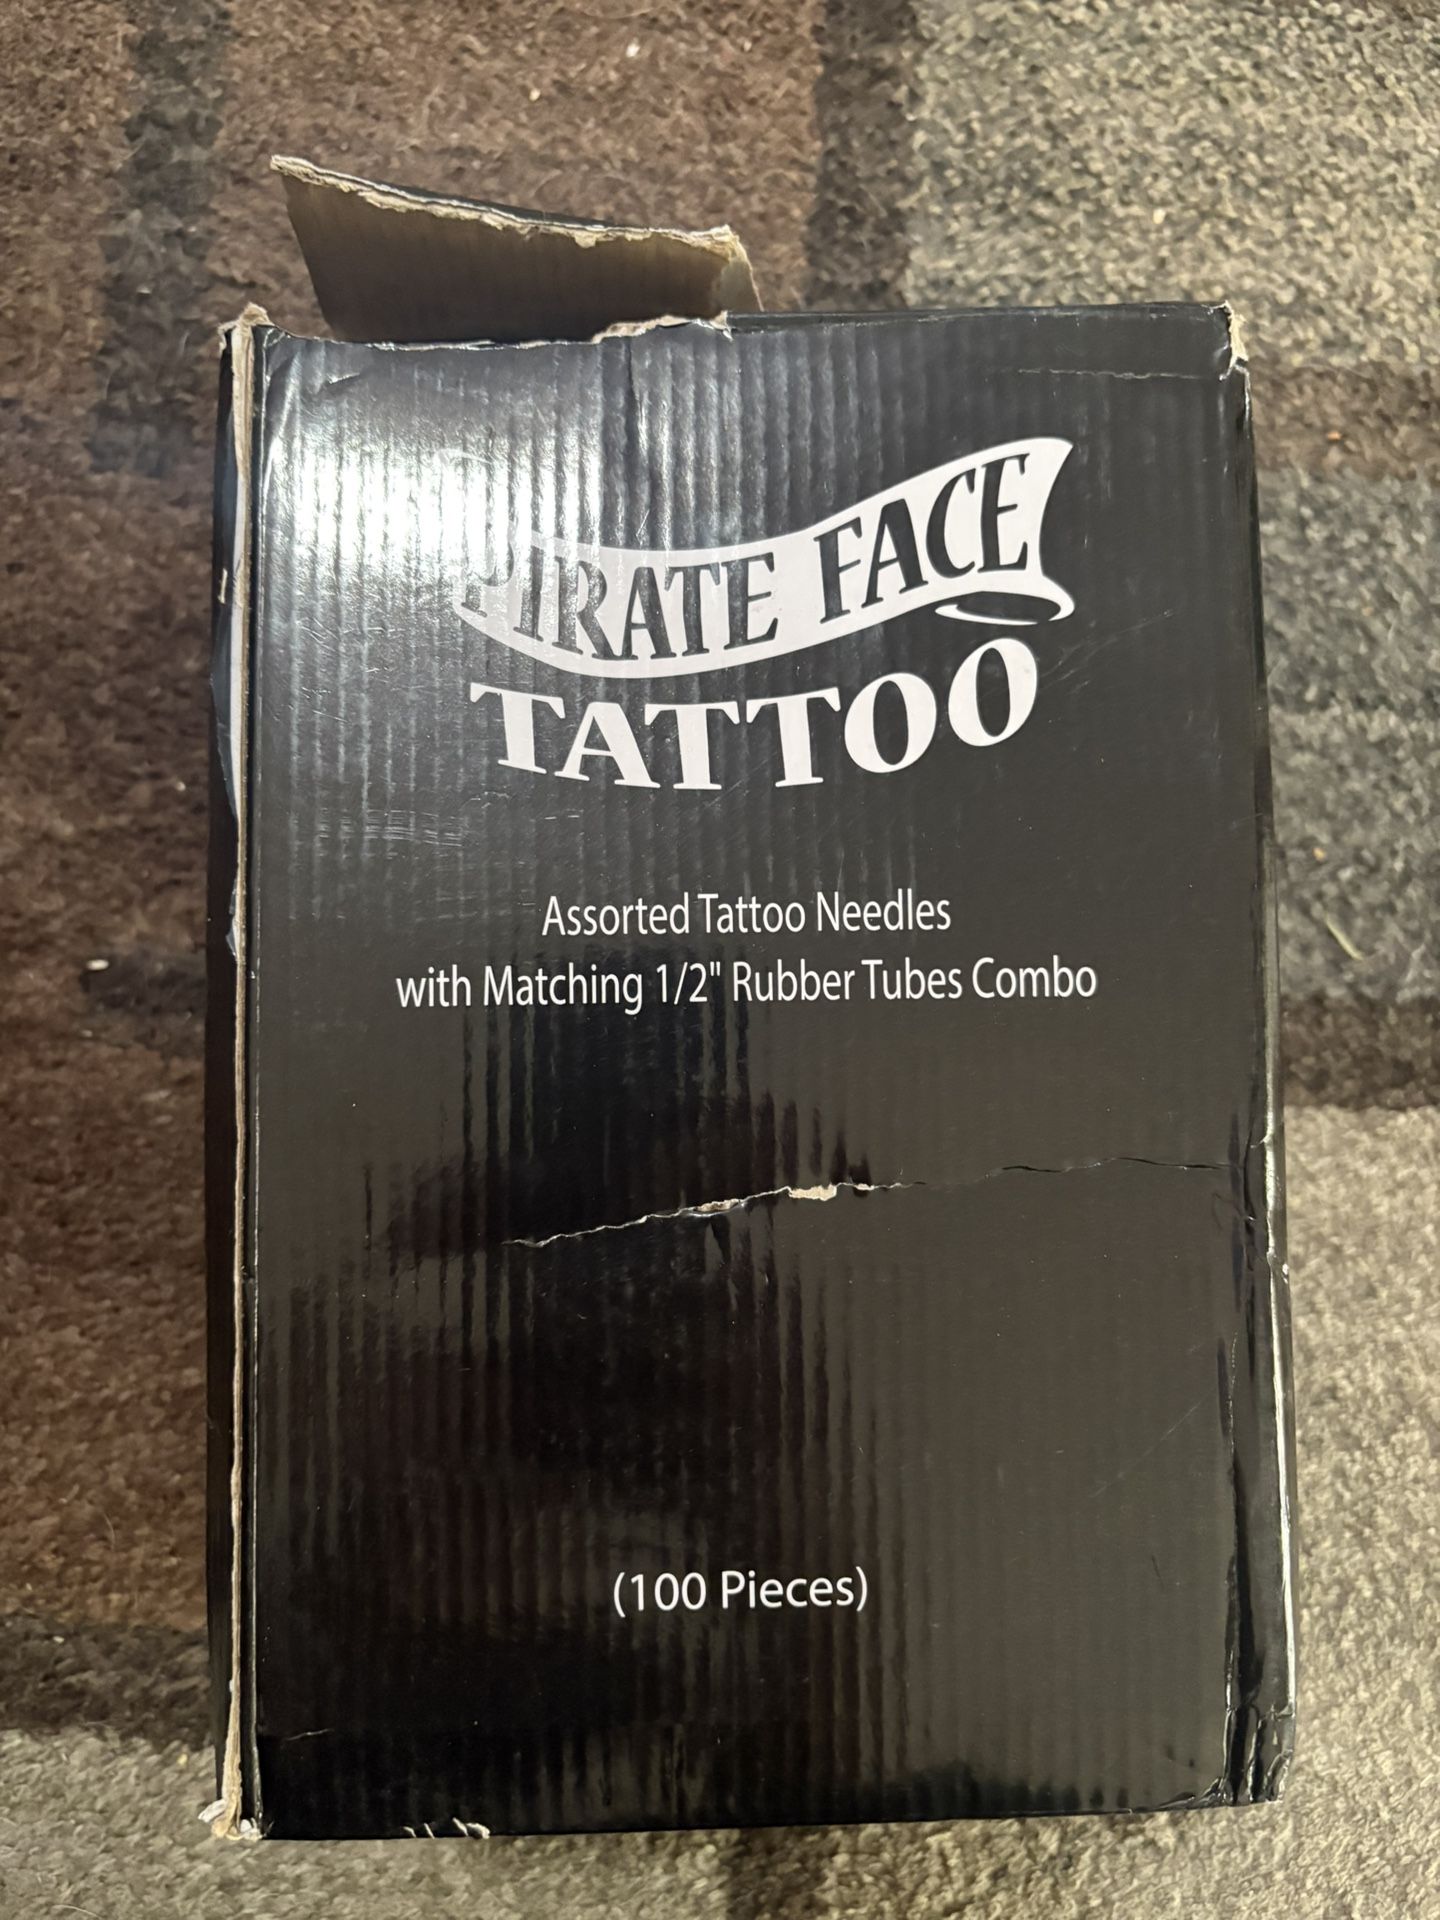 PIRATE FACE
TATTOO
Assorted Tattoo Needles
with Matching 1/2" Rubber Tubes Combo
(100 Pieces)